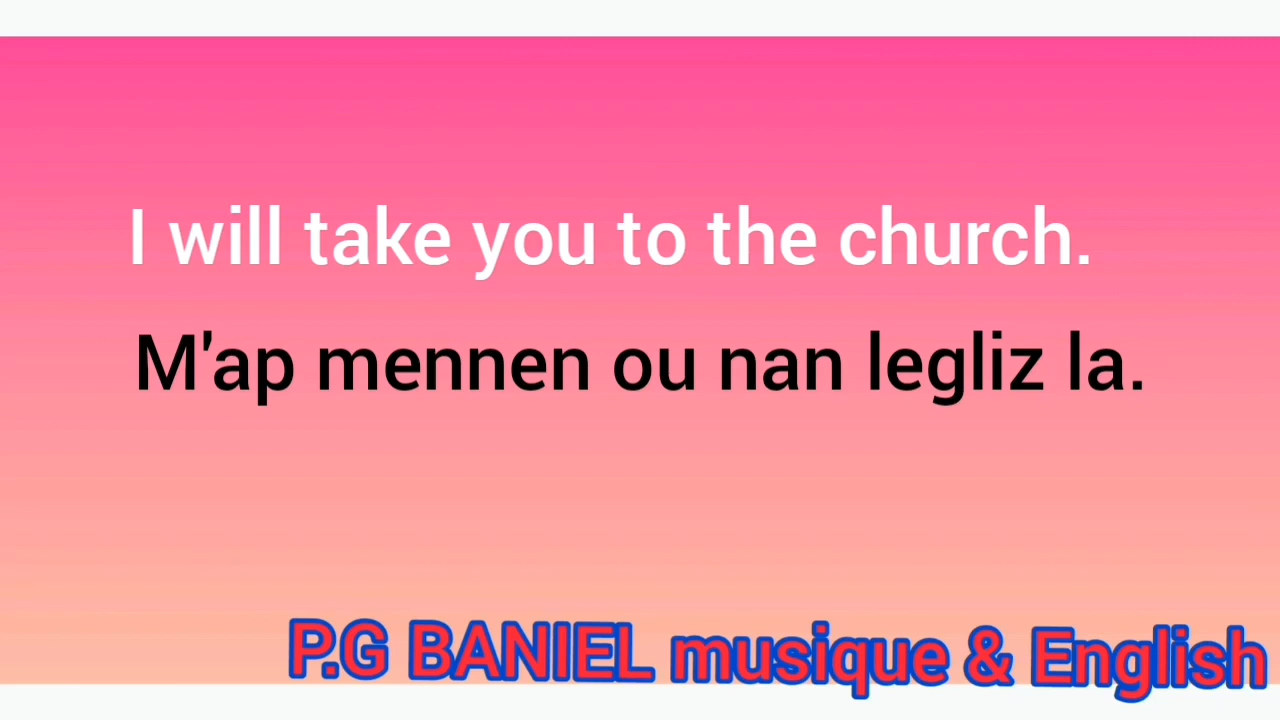 I will take you to the church.
M'ap mennen ou nan legliz la.
P.G BANIEL musique & English